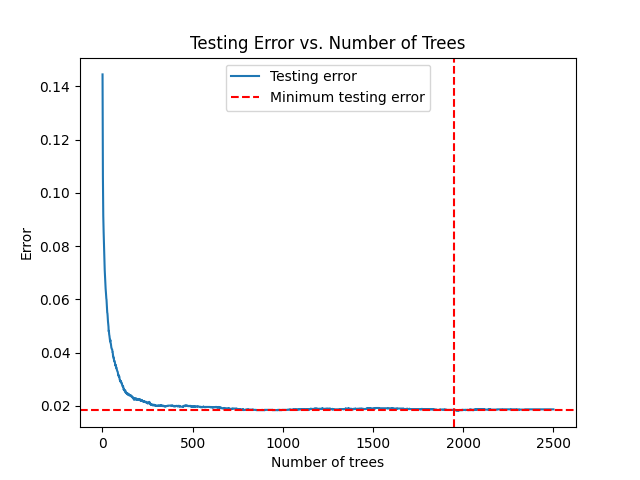 Testing Error vs. Number of Trees
Testing error
Minimum testing error
0.14
0.12
0.10
0.08
0.06
0.04
0.02
Error
0 500 1000 1500 2000 2500
Number of trees